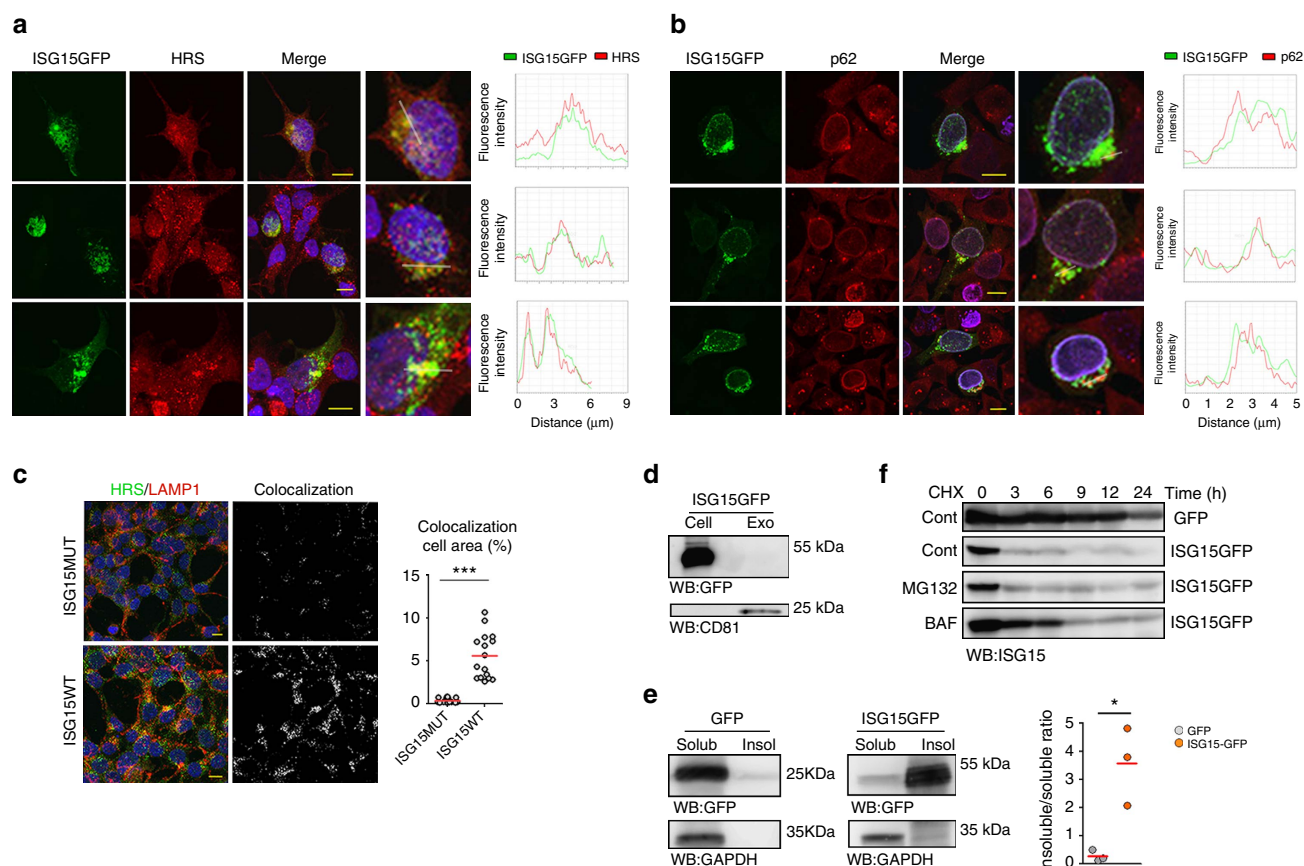 a
ISG15GFP HRS Merge
ISG15GFP HRS
Fluorescence intensity
Fluorescence intensity
Fluorescence intensity
0 3 6 9
Distance (μm)
b
ISG15GFP p62 Merge
ISG15GFP p62
Fluorescence intensity
Fluorescence intensity
Fluorescence intensity
0 1 2 3 4 5
Distance (μm)
c
HRS/LAMP1 Colocalization
ISG15MUT
ISG15WT
Colocalization
cell area (%)
***
15
10
5
0
ISG15MUT
ISG15WT
d
ISG15GFP
Cell Exo
55 kDa
WB:GFP
25 kDa
WB:CD81
f
CHX 0 3 6 9 12 24 Time (h)
Cont GFP
Cont ISG15GFP
MG132 ISG15GFP
BAF ISG15GFP
WB:ISG15
e
GFP ISG15GFP
Solub Insol Solub Insol
25KDa 55 kDa
WB:GFP WB:GFP
35KDa 35 kDa
WB:GAPDH WB:GAPDH
nsoluble/soluble ratio
5
4
3
2
1
0
*
GFP
ISG15-GFP